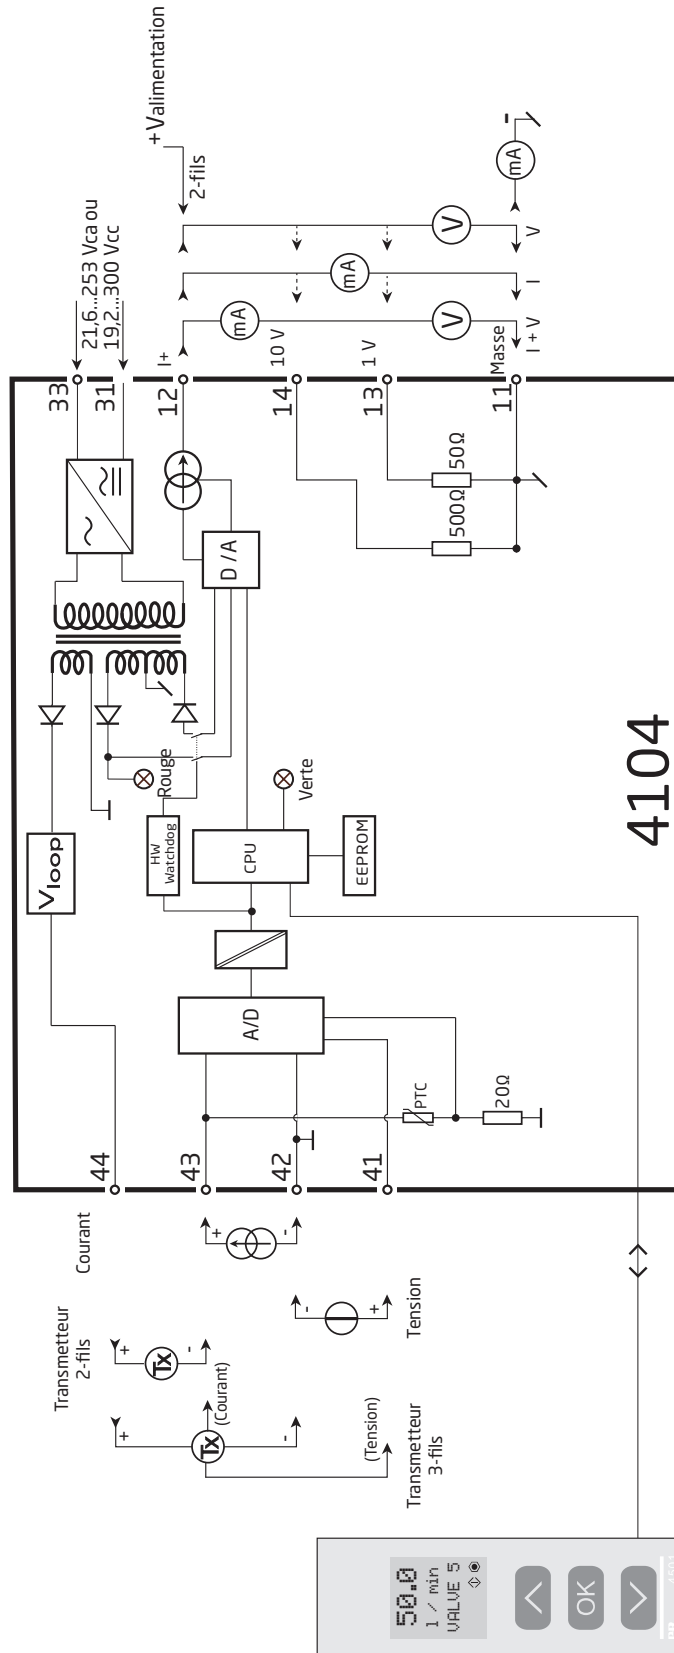 +Valimentation
2-fils
21,6...253 Vca ou
19,2...300 Vcc
I+
10 V
1 V
Masse
mA
V
mA
mA
V
-
I + V
I
V
33
31
12
14
13
11
D /A
500Ω
50Ω
Rouge
Verte
Vloop
HW
Watchdog
CPU
EEPROM
A/D
PTC
20Ω
4104
44
43
42
41
Courant
+
-
Transmetteur
2-fils
+
Tx
-
-
+
Tension
+
Tx
(Courant)
-
(Tension)
Transmetteur
3-fils
50.0
l / min
VALVE 5
OK